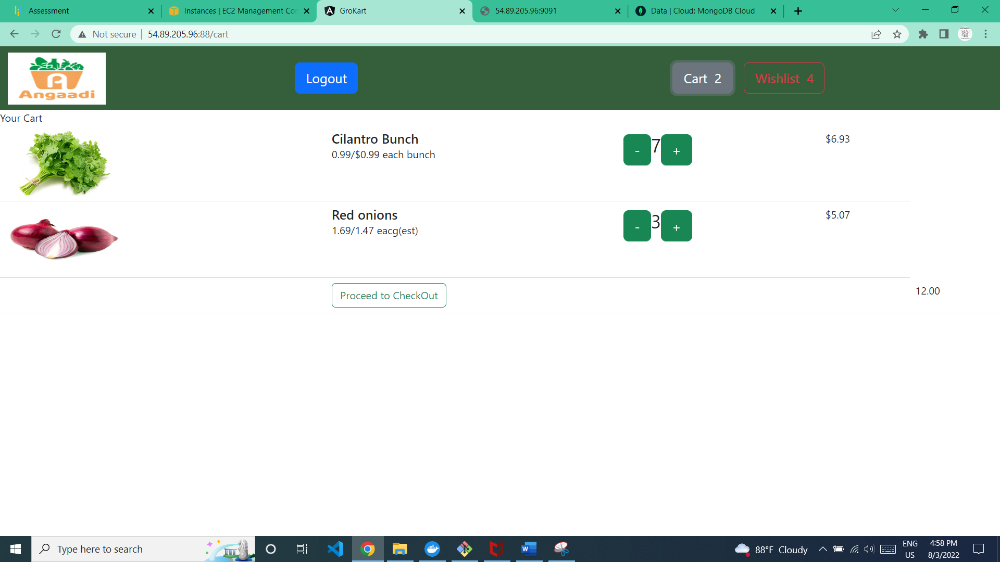 Assessment
Instances | EC2 Management Con
GroKart
54.89.205.96:9091
Data | Cloud: MongoDB Cloud
Not secure
54.89.205.96:88/cart
Angaadi
Logout
Cart 2
Wishlist 4
Your Cart
Cilantro Bunch
0.99/$0.99 each bunch
- 7 +
$6.93
Red onions
1.69/1.47 eacg(est)
- 3 +
$5.07
Proceed to CheckOut
12.00
Type here to search
88°F Cloudy
ENG
US
4:58 PM
8/3/2022